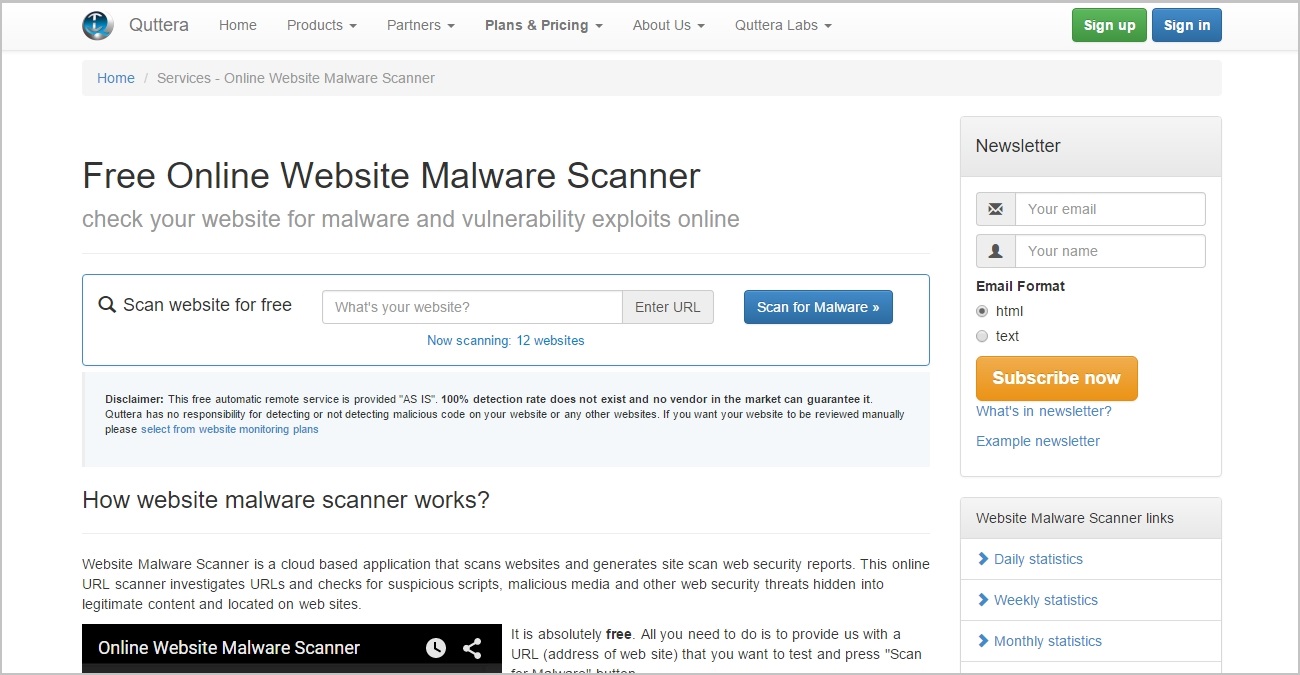 Quttera Home Products Partners Plans & Pricing About Us Quttera Labs Sign up Sign in
Home / Services - Online Website Malware Scanner
Free Online Website Malware Scanner
check your website for malware and vulnerability exploits online
Scan website for free What's your website? Enter URL Scan for Malware »
Now scanning: 12 websites
Disclaimer: This free automatic remote service is provided "AS IS". 100% detection rate does not exist and no vendor in the market can guarantee it.
Quttera has no responsibility for detecting or not detecting malicious code on your website or any other websites. If you want your website to be reviewed manually
please select from website monitoring plans
How website malware scanner works?
Website Malware Scanner is a cloud based application that scans websites and generates site scan web security reports. This online
URL scanner investigates URLs and checks for suspicious scripts, malicious media and other web security threats hidden into
legitimate content and located on web sites.
Online Website Malware Scanner
It is absolutely free. All you need to do is to provide us with a
URL (address of web site) that you want to test and press "Scan
for Malware" button
Newsletter
Your email
Your name
Email Format
html
text
Subscribe now
What's in newsletter?
Example newsletter
Website Malware Scanner links
Daily statistics
Weekly statistics
Monthly statistics